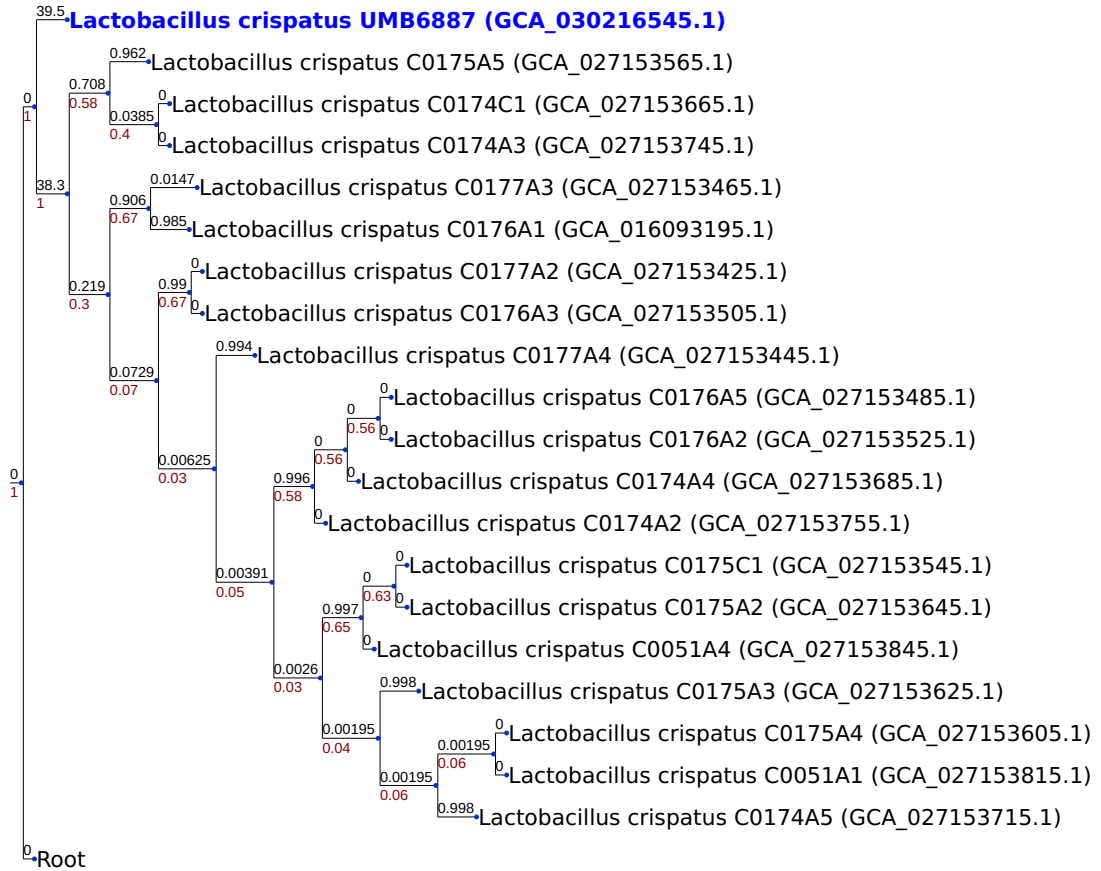 39.5
Lactobacillus crispatus UMB6887 (GCA_030216545.1)
0.962
Lactobacillus crispatus C0175A5 (GCA_027153565.1)
0.708
0.58
0
Lactobacillus crispatus C0174C1 (GCA_027153665.1)
0
1
0.0385
0.4
0
Lactobacillus crispatus C0174A3 (GCA_027153745.1)
38.3
1
0.0147
Lactobacillus crispatus C0177A3 (GCA_027153465.1)
0.906
0.67
0.985
Lactobacillus crispatus C0176A1 (GCA_016093195.1)
0
Lactobacillus crispatus C0177A2 (GCA_027153425.1)
0.219
0.3
0.99
0.67
0
Lactobacillus crispatus C0176A3 (GCA_027153505.1)
0.994
Lactobacillus crispatus C0177A4 (GCA_027153445.1)
0.0729
0.07
0
Lactobacillus crispatus C0176A5 (GCA_027153485.1)
0
0.56
0
Lactobacillus crispatus C0176A2 (GCA_027153525.1)
0
0.56
0.00625
0.03
0
Lactobacillus crispatus C0174A4 (GCA_027153685.1)
0
1
0.996
0.58
0
Lactobacillus crispatus C0174A2 (GCA_027153755.1)
0
Lactobacillus crispatus C0175C1 (GCA_027153545.1)
0.00391
0.05
0
0.63
0
Lactobacillus crispatus C0175A2 (GCA_027153645.1)
0.997
0.65
0
Lactobacillus crispatus C0051A4 (GCA_027153845.1)
0.0026
0.03
0.998
Lactobacillus crispatus C0175A3 (GCA_027153625.1)
0.00195
0.04
0
Lactobacillus crispatus C0175A4 (GCA_027153605.1)
0.00195
0.06
0
Lactobacillus crispatus C0051A1 (GCA_027153815.1)
0.00195
0.06
0.998
Lactobacillus crispatus C0174A5 (GCA_027153715.1)
0
Root